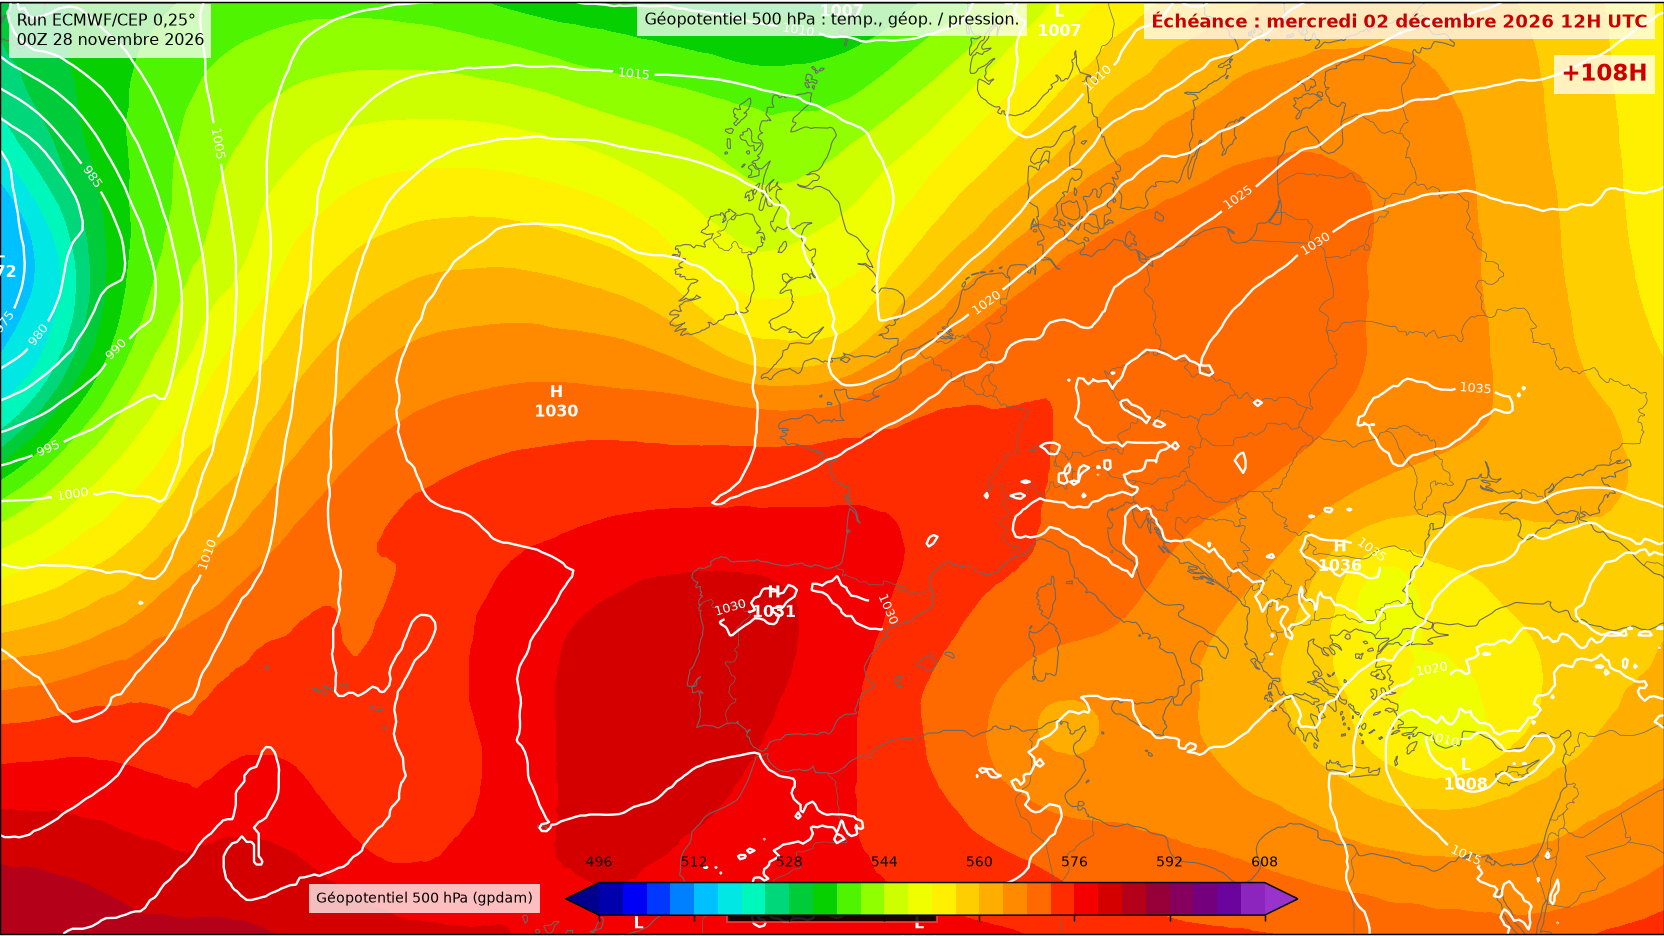 Run ECMWF/CEP 0,25°
00Z 28 novembre 2026
Géopotentiel 500 hPa : temp., géop. / pression.
Échéance : mercredi 02 décembre 2026 12H UTC
+108H
1007
L
1007
1010
1010
1015
1005
985
72
975
980
990
995
1000
1010
1025
1030
1020
1035
H
1030
H
1036
1035
H
1031
1030
1030
1020
1010
L
1008
1015
496 512 528 544 560 576 592 608
Géopotentiel 500 hPa (gpdam)
L
L